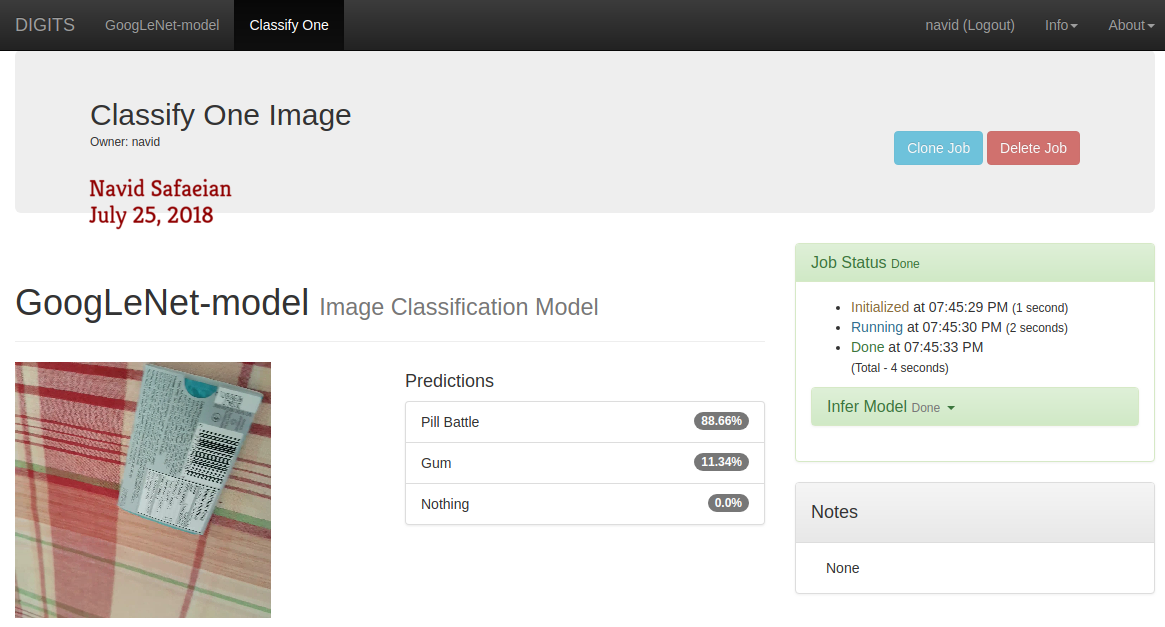 DIGITS GoogLeNet-model Classify One navid (Logout) Info About
Classify One Image
Owner: navid
Clone Job Delete Job
Navid Safaeian
July 25, 2018
GoogLeNet-model Image Classification Model
Predictions
Pill Battle 88.66%
Gum 11.34%
Nothing 0.0%
Job Status Done
Initialized at 07:45:29 PM (1 second)
Running at 07:45:30 PM (2 seconds)
Done at 07:45:33 PM
(Total - 4 seconds)
Infer Model Done
Notes
None